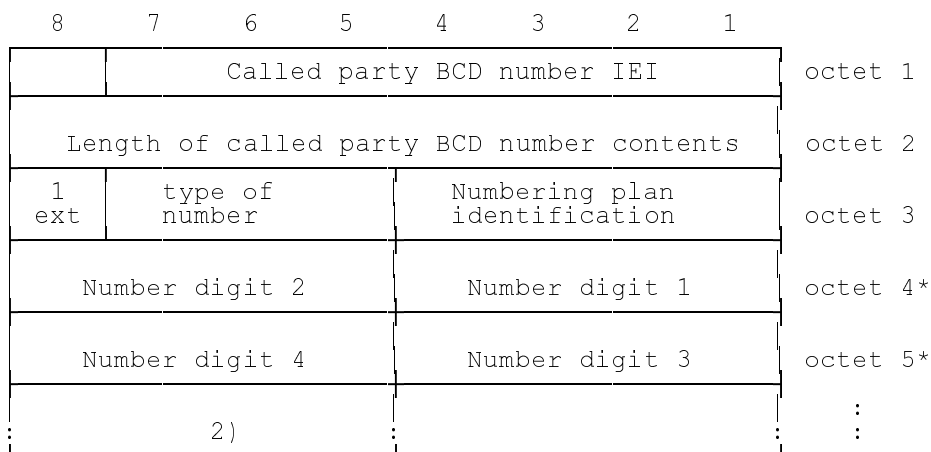 8 7 6 5 4 3 2 1
Called party BCD number IEI octet 1
Length of called party BCD number contents octet 2
1 type of Numbering plan
ext number identification octet 3
Number digit 2 Number digit 1 octet 4*
Number digit 4 Number digit 3 octet 5*
:
: 2) : : :